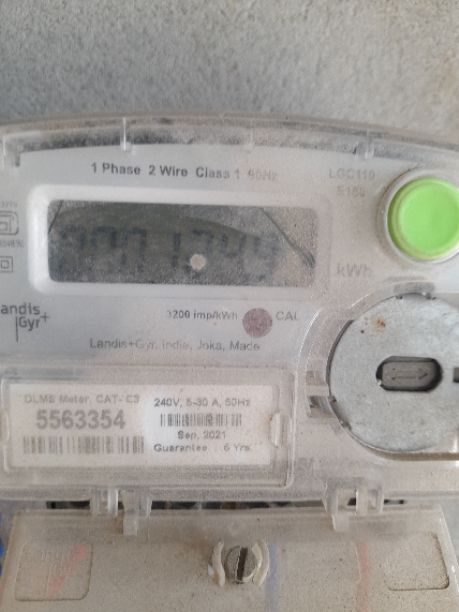 1 Phase 2 Wire Class 1
LGC110
kWh
Landis
Gyr+
3200 imp/kWh CAL
Landis+Gyr, India, Joka, Made
DLMS Meter, CAT- C3
5563354
240V, 5-30 A, 50Hz
Sep, 2021
Guarantee 5 Yrs.